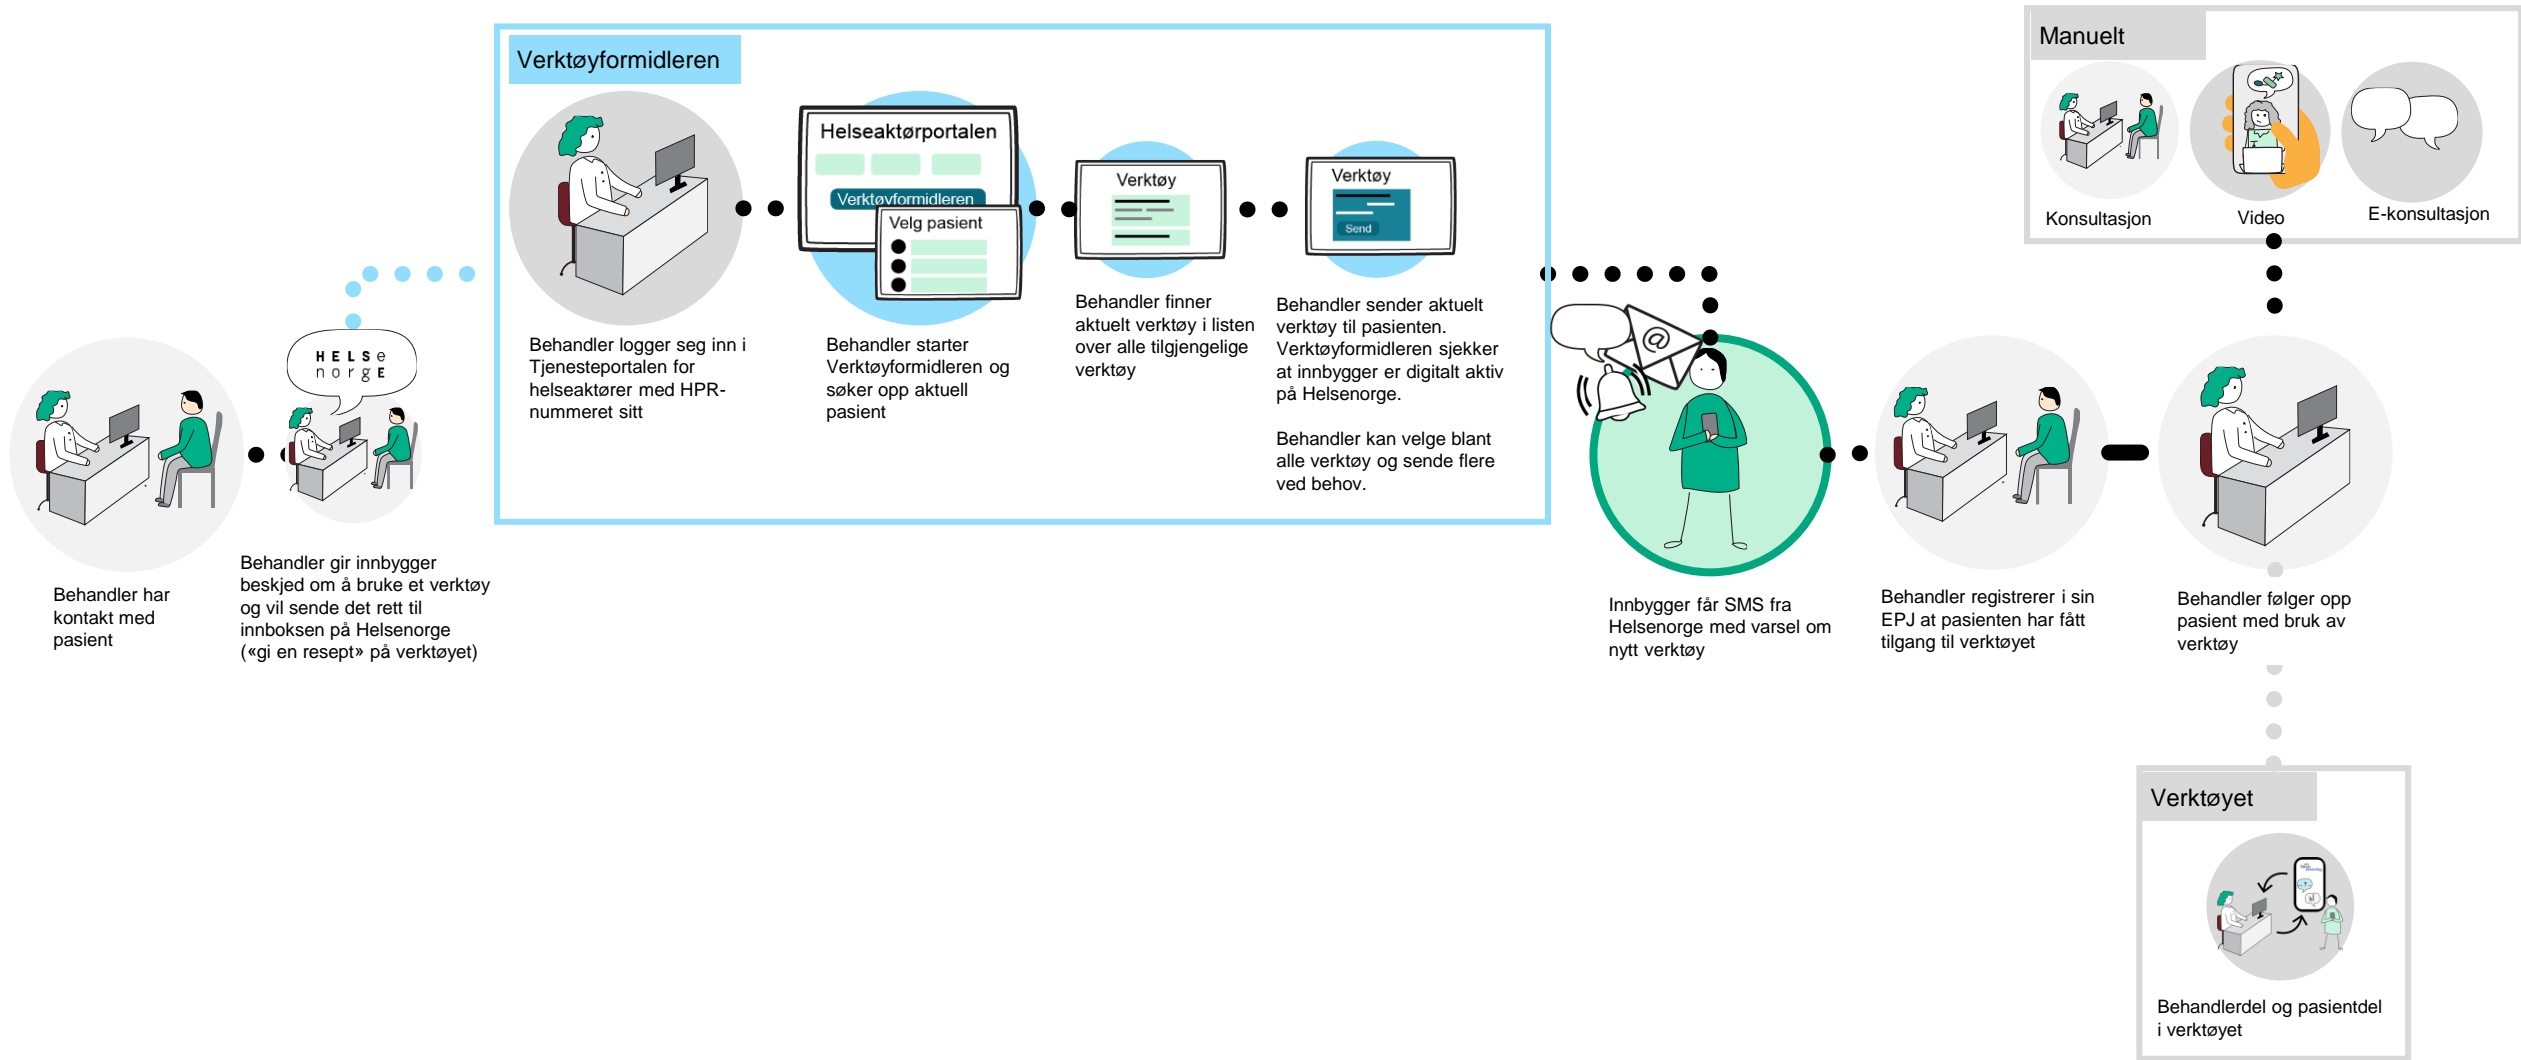 Behandler har
kontakt med
pasient
HELSe
norgE
Behandler gir innbygger
beskjed om å bruke et verktøy
og vil sende det rett til
innboksen på Helsenorge
(«gi en resept» på verktøyet)
Verktøyformidleren
Behandler logger seg inn i
Tjenesteportalen for
helseaktører med HPR-
nummeret sitt
Helseaktørportalen
Verktøyformidleren
Velg pasient
Behandler starter
Verktøyformidleren og
søker opp aktuell
pasient
Verktøy
Behandler finner
aktuelt verktøy i listen
over alle tilgjengelige
verktøy
Verktøy
Send
Behandler sender aktuelt
verktøy til pasienten.
Verktøyformidleren sjekker
at innbygger er digitalt aktiv
på Helsenorge.
Behandler kan velge blant
alle verktøy og sende flere
ved behov.
@
Innbygger får SMS fra
Helsenorge med varsel om
nytt verktøy
Behandler registrerer i sin
EPJ at pasienten har fått
tilgang til verktøyet
Behandler følger opp
pasient med bruk av
verktøy
Manuelt
Konsultasjon
Video
E-konsultasjon
Verktøyet
Behandlerdel og pasientdel
i verktøyet